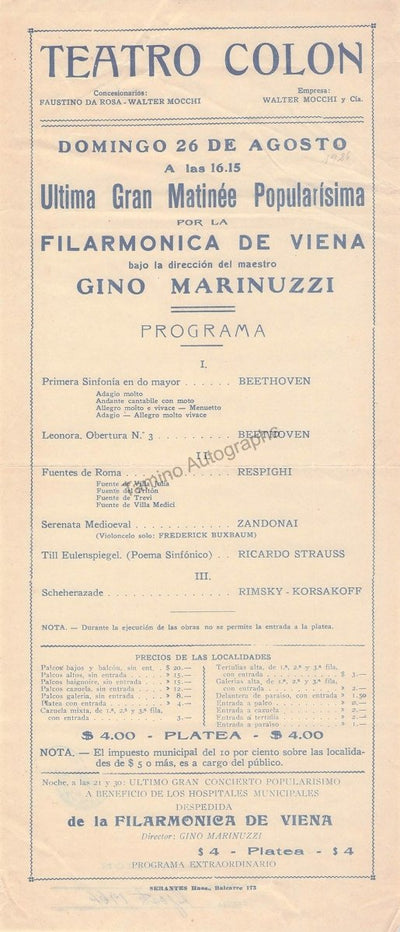 TEATRO COLON
Concesionarios:
FAUSTINO DA ROSA - WALTER MOCCHI
Empresa:
WALTER MOCCHI y Cía.
DOMINGO 26 DE AGOSTO
A las 16.15
Ultima Gran Matinée Popularísima
POR LA
FILARMONICA DE VIENA
bajo la dirección del maestro
GINO MARINUZZI
PROGRAMA
I.
Primera Sinfonía en do mayor . . . . . . BEETHOVEN
Adagio molto
Andante cantabile con moto
Allegro molto e vivace — Menuetto
Adagio — Allegro molto vivace
Leonora. Obertura N.° 3 . . . . . . . . . BEETHOVEN
II.
Fuentes de Roma . . . . . . . . . . . . RESPIGHI
Fuente de Villa Julia
Fuente del Tritón
Fuente de Trevi
Fuente de Villa Medici
Serenata Medioeval . . . . . . . . . . . ZANDONAI
(Violoncelo solo: FREDERICK BUXBAUM)
Till Eulenspiegel. (Poema Sinfónico) . . RICARDO STRAUSS
III.
Scheherazade . . . . . . . . . . . . . . RIMSKY - KORSAKOFF
NOTA. — Durante la ejecución de las obras no se permite la entrada a la platea.
PRECIOS DE LAS LOCALIDADES
Palcos bajos y balcón, sin ent. $ 20.—
Palcos altos, sin entrada . . . . » 15.—
Palcos baignoire, sin entrada . » 15.—
Palcos cazuela, sin entrada . . » 12.—
Palcos galería, sin entrada . . » 8.—
Platea con entrada . . . . . . » 4.—
Cazuela mixta, de 1.ª, 2.ª y 3.ª fila,
con entrada . . . . . . . . 3.—
Tertulias alta, de 1.ª, 2.ª y 3.ª fila,
con entrada . . . . . . . . $ 3.—
Galerías alta, de 1.ª, 2.ª y 3.ª fila,
con entrada . . . . . . . . » 2.—
Delantera de paraíso, con entrada » 1.50
Entrada a palco . . . . . . . » 2.—
Entrada a cazuela . . . . . . » 2.—
Entrada a tertulia . . . . . . » 2.—
Entrada a paraíso . . . . . . » 1.—
$ 4.00 - PLATEA - $ 4.00
NOTA. — El impuesto municipal del 10 por ciento sobre las localidades
de $ 5 o más, es a cargo del público.
Noche, a las 21 y 30: ULTIMO GRAN CONCIERTO POPULARISIMO
A BENEFICIO DE LOS HOSPITALES MUNICIPALES
DESPEDIDA
de la FILARMONICA DE VIENA
Director: GINO MARINUZZI
$ 4 - Platea - $ 4
PROGRAMA EXTRAORDINARIO
SERANTES Hnos., Balcarce 173
Tamino Autographs